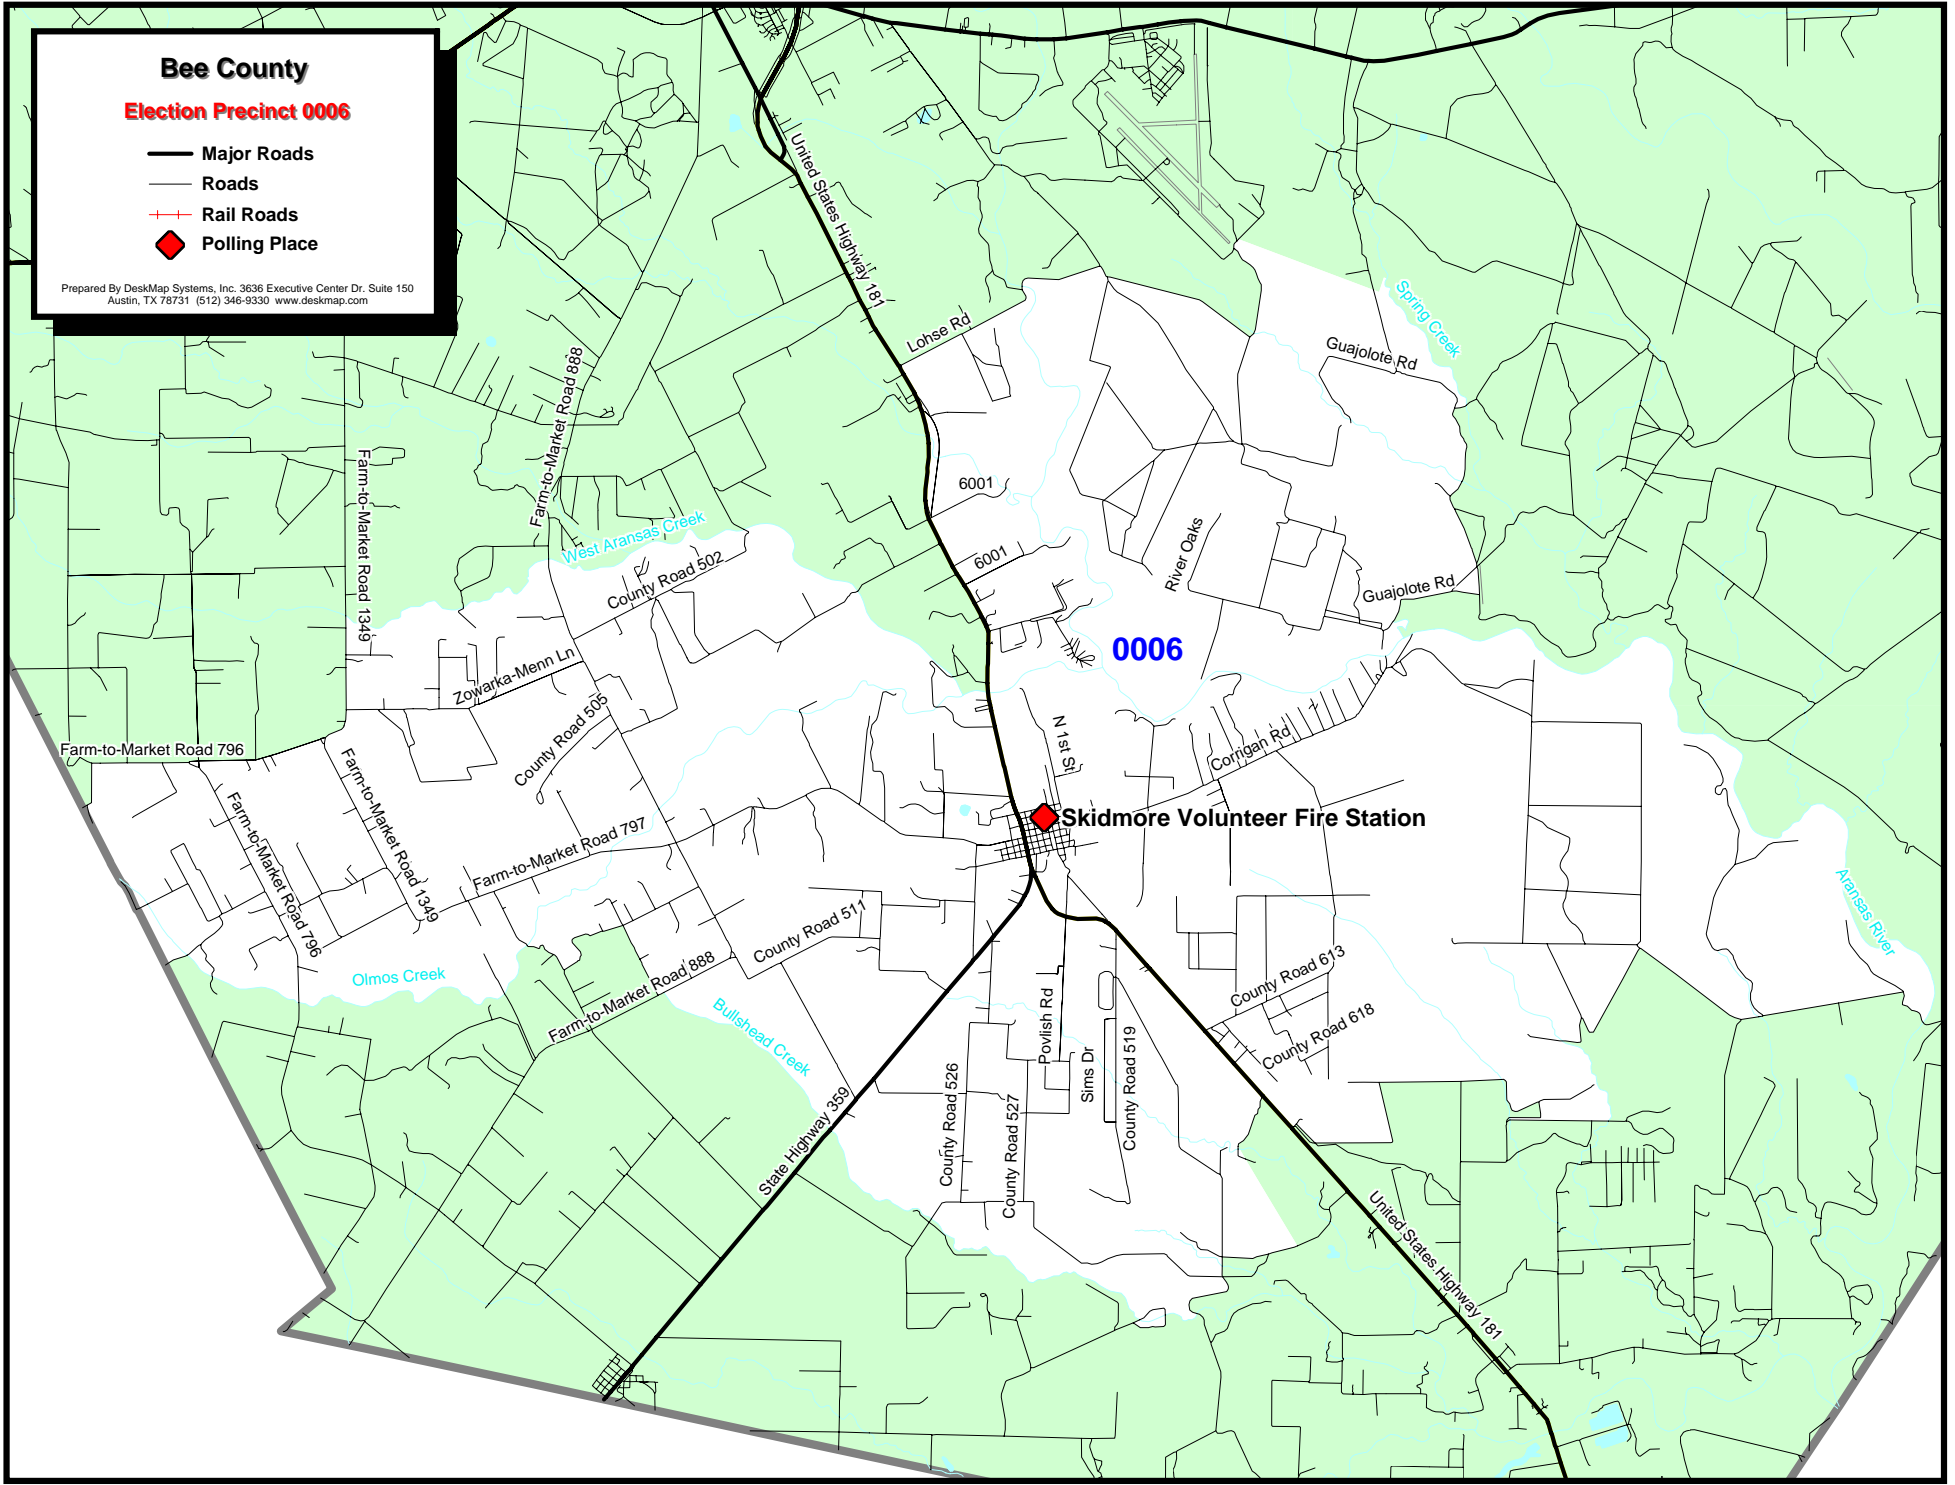 Bee County
Election Precinct 0006
Major Roads
Roads
Rail Roads
Polling Place
Prepared By DeskMap Systems, Inc. 3636 Executive Center Dr. Suite 150
Austin, TX 78731 (512) 346-9330 www.deskmap.com
United States Highway 181
Lohse Rd
Spring Creek
Guajolote Rd
Farm-to-Market Road 888
Farm-to-Market Road 1349
6001
West Aransas Creek
County Road 502
6001
River Oaks
Guajolote Rd
0006
Zowarka-Menn Ln
County Road 505
N 1st St
Corrigan Rd
Farm-to-Market Road 796
Farm-to-Market Road 1349
Farm-to-Market Road 796
Farm-to-Market Road 797
Skidmore Volunteer Fire Station
Aransas River
County Road 511
Olmos Creek
Farm-to-Market Road 888
County Road 613
Bullshead Creek
Povlish Rd
County Road 618
Sims Dr
County Road 519
County Road 526
County Road 527
State Highway 359
United States Highway 181